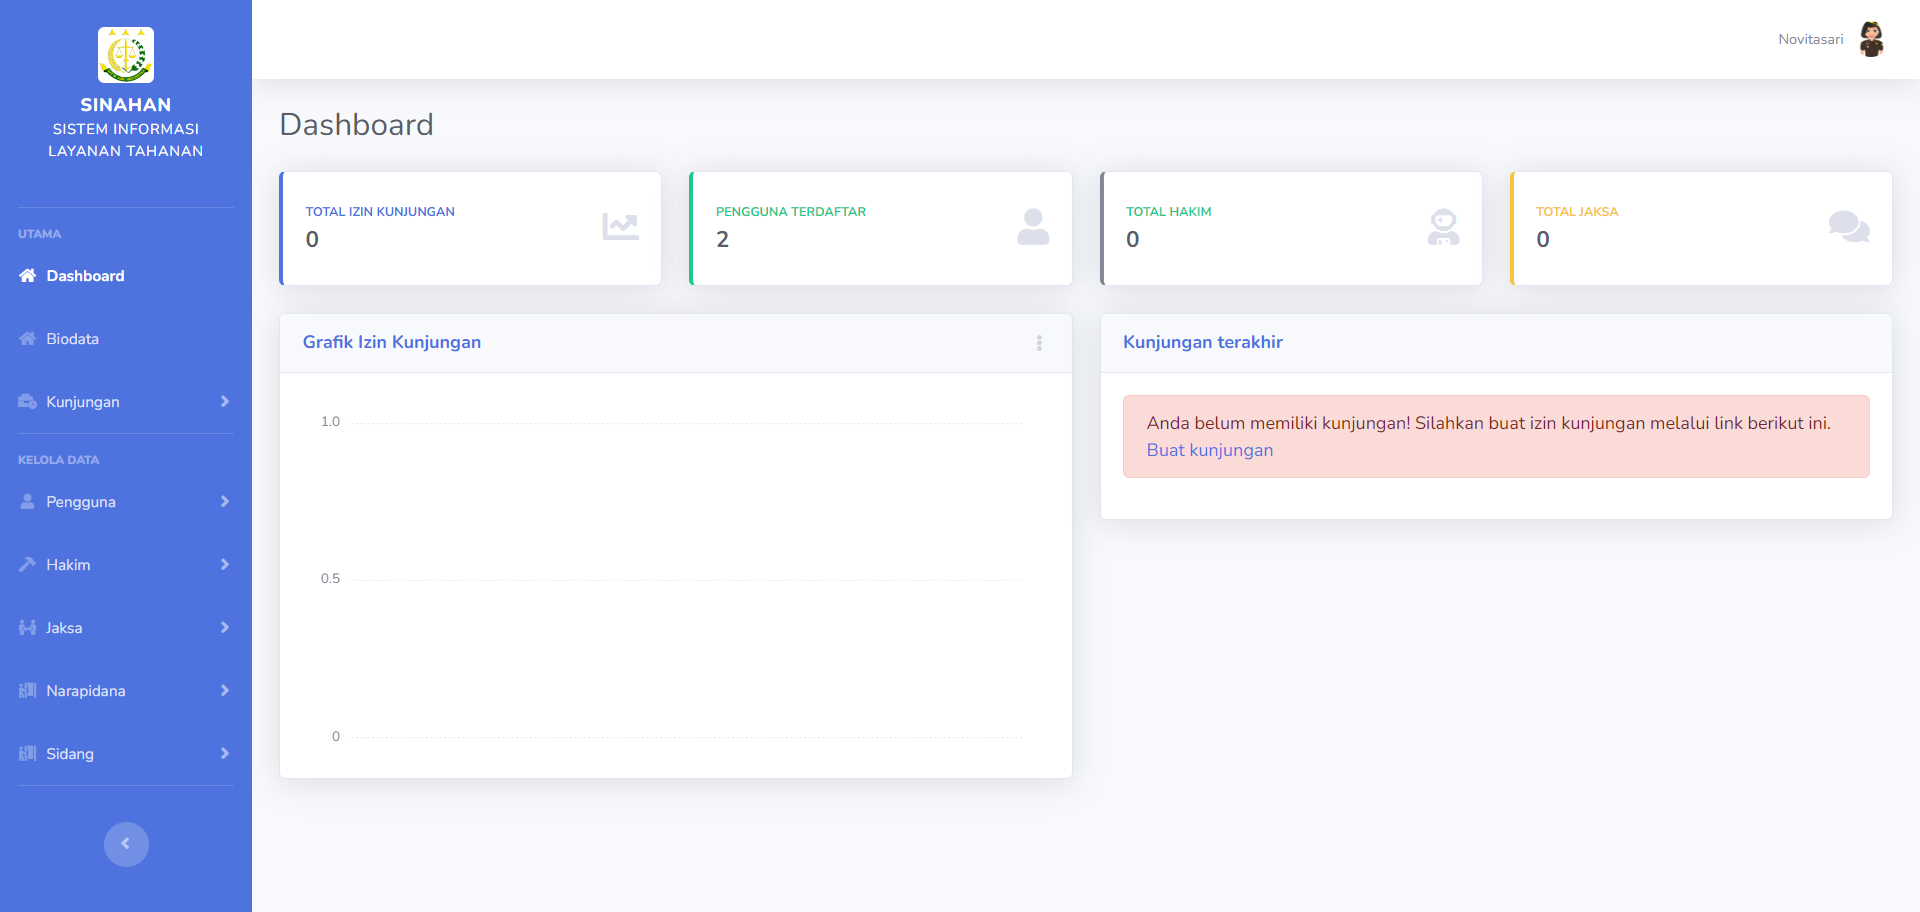 SINAHAN
SISTEM INFORMASI
LAYANAN TAHANAN
UTAMA
Dashboard
Biodata
Kunjungan
KELOLA DATA
Pengguna
Hakim
Jaksa
Narapidana
Sidang
Novitasari
Dashboard
TOTAL IZIN KUNJUNGAN
0
PENGGUNA TERDAFTAR
2
TOTAL HAKIM
0
TOTAL JAKSA
0
Grafik Izin Kunjungan
1.0
0.5
0
Kunjungan terakhir
Anda belum memiliki kunjungan! Silahkan buat izin kunjungan melalui link berikut ini.
Buat kunjungan